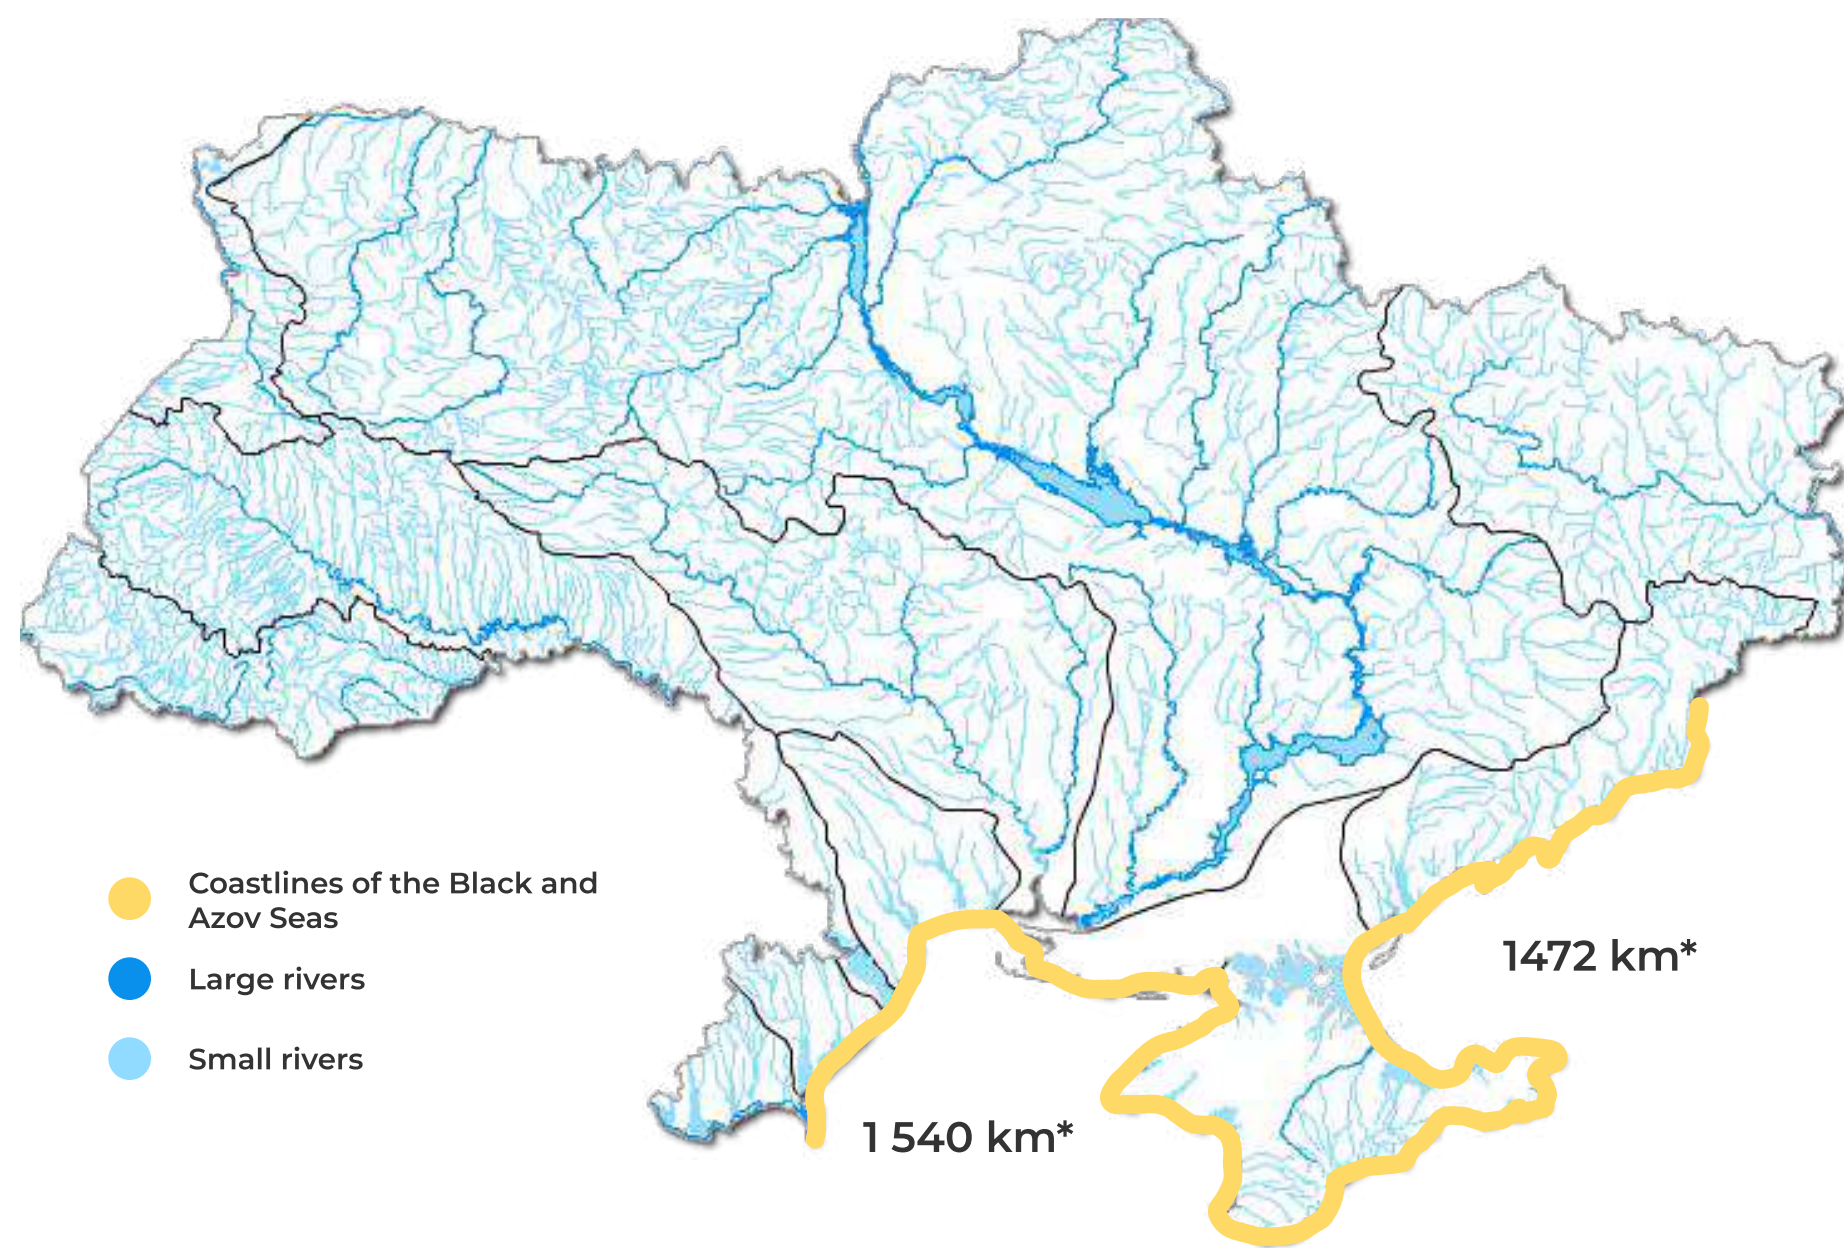 Coastlines of the Black and
Azov Seas
Large rivers
Small rivers
1472 km*
1 540 km*